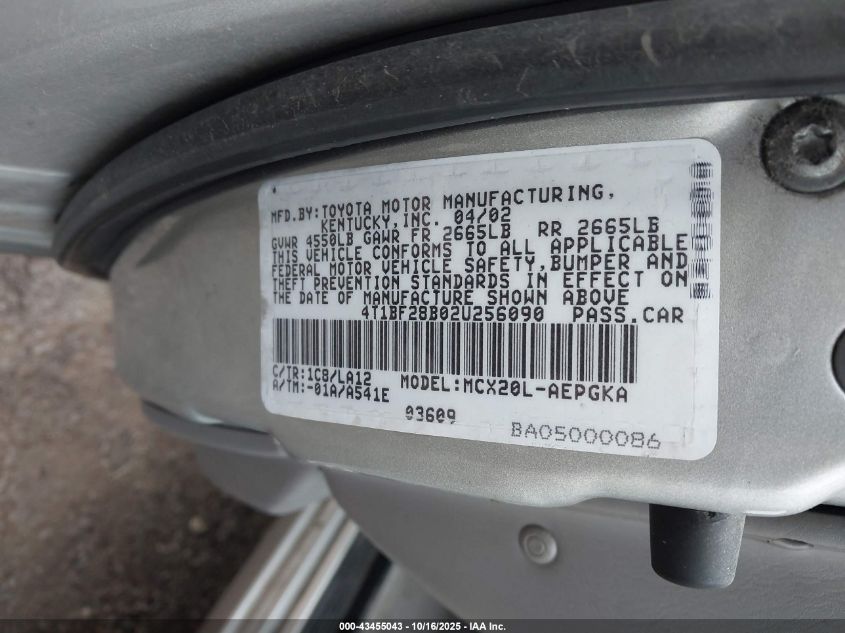 MFD.BY:TOYOTA MOTOR MANUFACTURING,
KENTUCKY,INC. 04/02
GVWR 4550LB GAWR FR 2665LB RR 2665LB
THIS VEHICLE CONFORMS TO ALL APPLICABLE
FEDERAL MOTOR VEHICLE SAFETY,BUMPER AND
THEFT PREVENTION STANDARDS IN EFFECT ON
THE DATE OF MANUFACTURE SHOWN ABOVE
4T1BF28B02U256090 PASS.CAR
C/TR:1C8/LA12 MODEL:MCX20L-AEPGKA
A/TM:-01A/A541E
03609
BA05000086
000-43455043 | 10/16/2025 - IAA Inc.